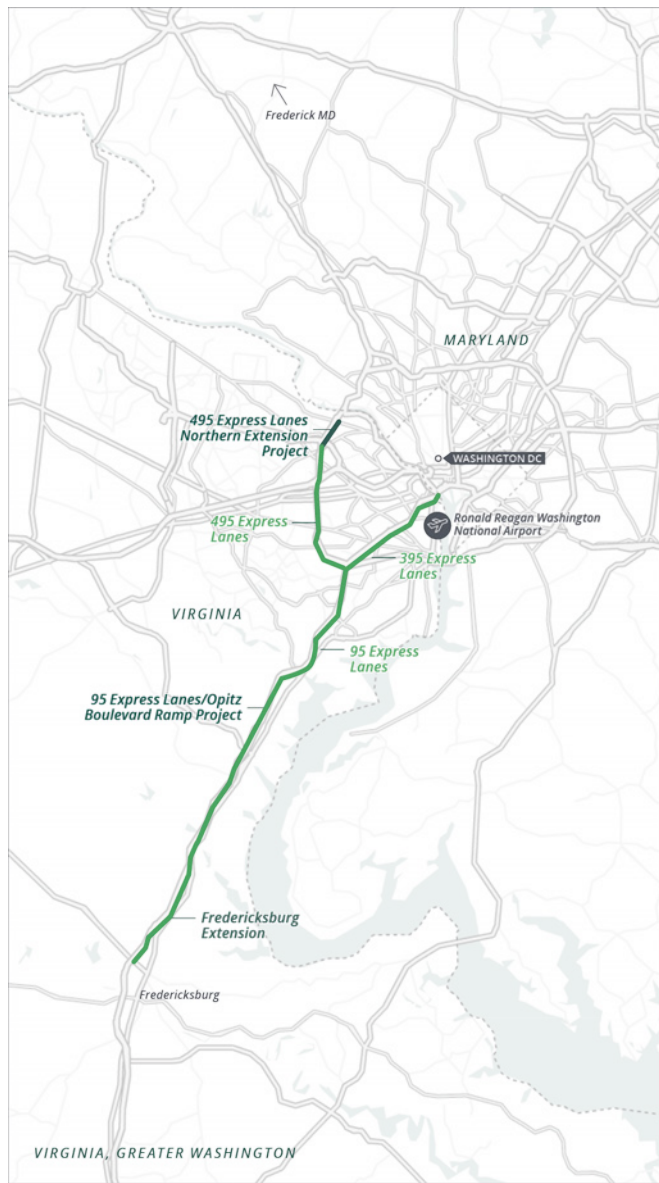 Frederick MD
MARYLAND
495 Express Lanes
Northern Extension
Project
WASHINGTON DC
495 Express
Lanes
Ronald Reagan Washington
National Airport
395 Express
Lanes
VIRGINIA
95 Express
Lanes
95 Express Lanes/Opitz
Boulevard Ramp Project
Fredericksburg
Extension
Fredericksburg
VIRGINIA, GREATER WASHINGTON